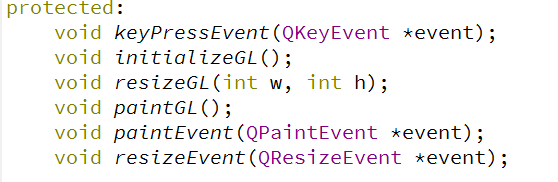 protected:
    void keyPressEvent(QKeyEvent *event);
    void initializeGL();
    void resizeGL(int w, int h);
    void paintGL();
    void paintEvent(QPaintEvent *event);
    void resizeEvent(QResizeEvent *event);